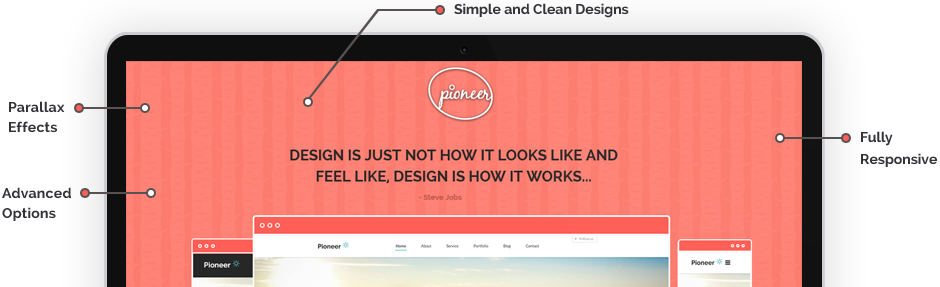 Simple and Clean Designs
pioneer
Parallax
Effects
Fully
Responsive
DESIGN IS JUST NOT HOW IT LOOKS LIKE AND
FEEL LIKE, DESIGN IS HOW IT WORKS...
- Steve Jobs
Advanced
Options
Pioneer
Home About Service Portfolio Blog Contact
Pioneer
Pioneer